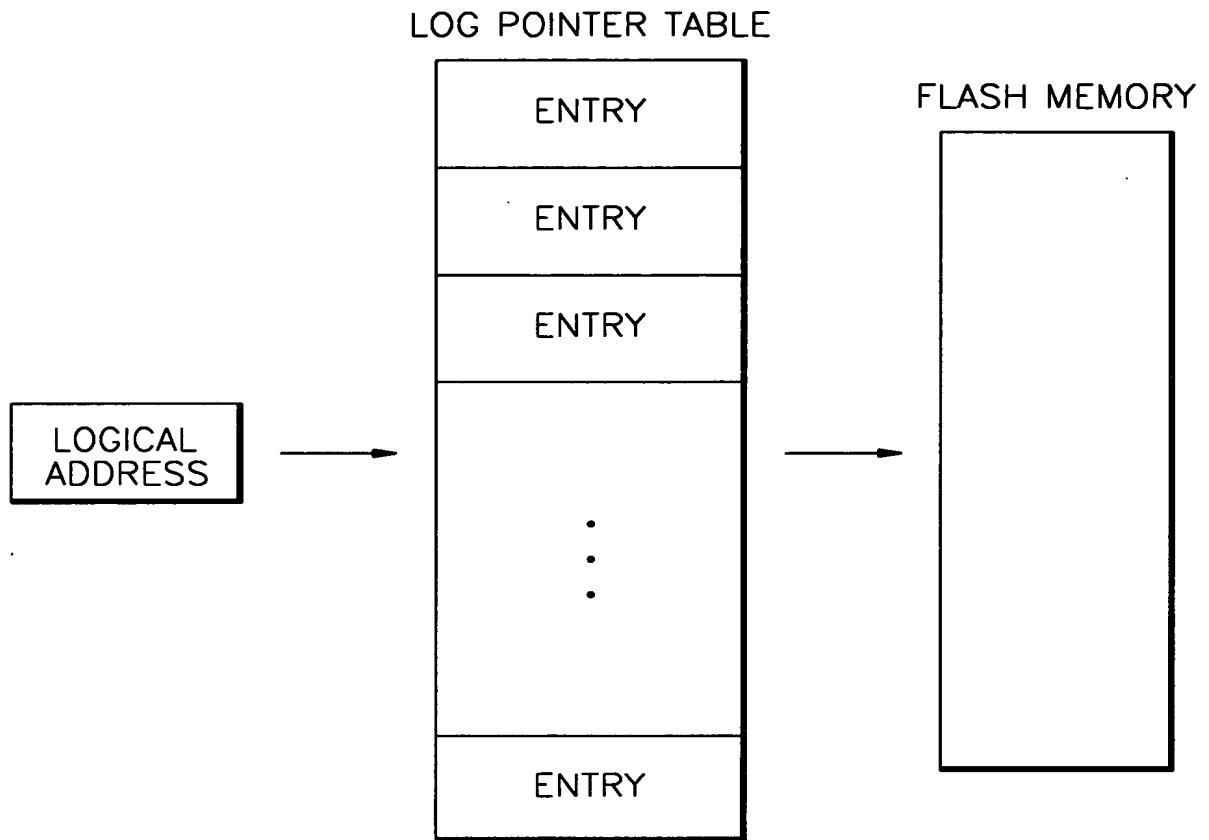 LOG POINTER TABLE
FLASH MEMORY
ENTRY
ENTRY
ENTRY
LOGICAL
ADDRESS
ENTRY